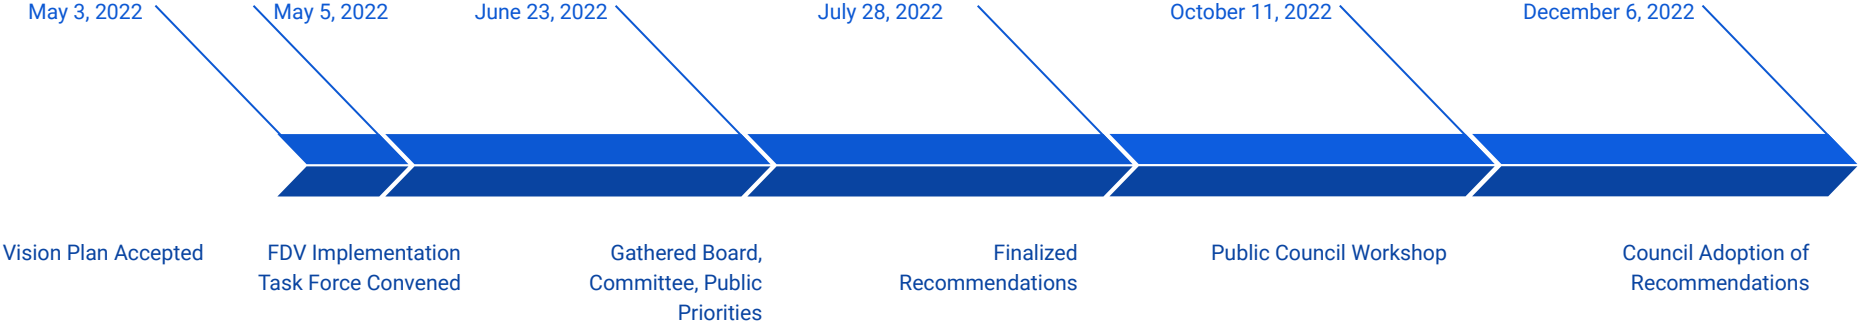 May 3, 2022
May 5, 2022
June 23, 2022
July 28, 2022
October 11, 2022
December 6, 2022
Vision Plan Accepted
FDV Implementation
Task Force Convened
Gathered Board,
Committee, Public
Priorities
Finalized
Recommendations
Public Council Workshop
Council Adoption of
Recommendations